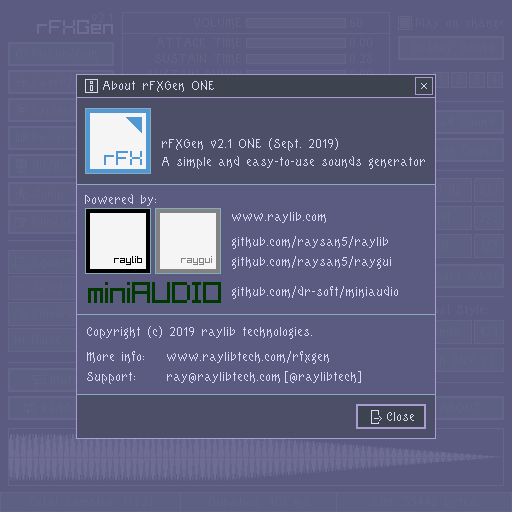 rFXGen
VOLUME
ATTACK TIME 0.00
SUSTAIN TIME
About rFXGen ONE
rFX
rFXGen v2.1 ONE (Sept. 2019)
A simple and easy-to-use sounds generator
Powered by:
raylib
raygui
www.raylib.com
github.com/raysan5/raylib
github.com/raysan5/raygui
miniAUDIO
github.com/dr-soft/miniaudio
Copyright (c) 2019 raylib technologies.
More info: www.raylibtech.com/rfxgen
Support: ray@raylibtech.com [@raylibtech]
Close